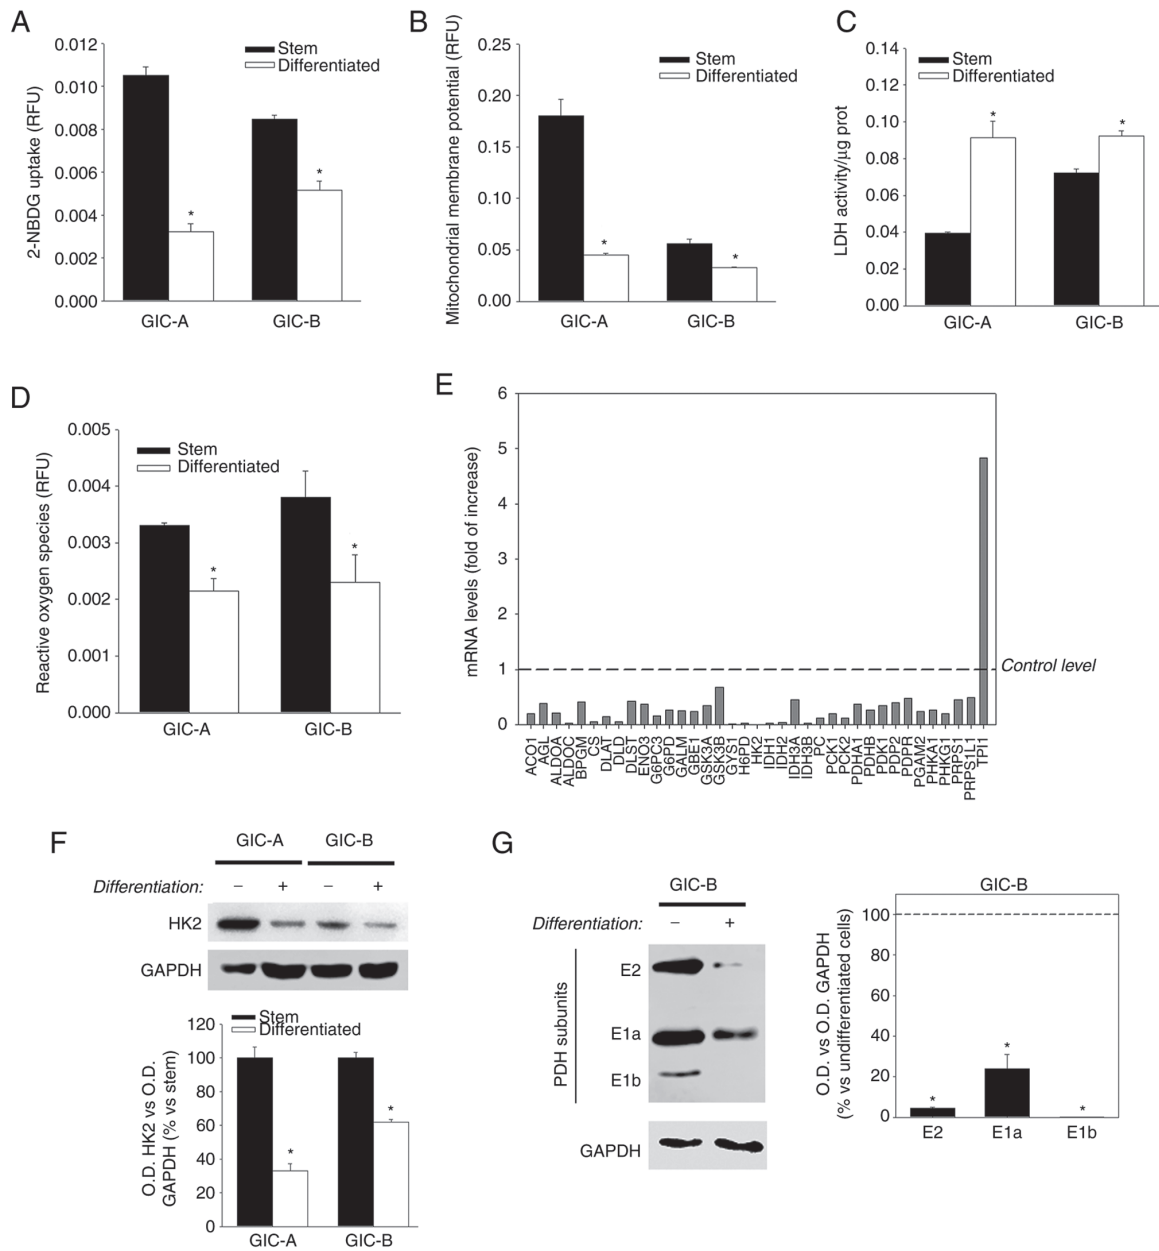 A
2-NBDG uptake (RFU)
0.012
0.010
0.008
0.006
0.004
0.002
0.000
Stem
Differentiated
*
*
GIC-A
GIC-B
B
Mitochondrial membrane potential (RFU)
0.25
0.20
0.15
0.10
0.05
0.00
Stem
Differentiated
*
*
GIC-A
GIC-B
C
LDH activity/µg prot
0.14
0.12
0.10
0.08
0.06
0.04
0.02
0.00
Stem
Differentiated
*
*
GIC-A
GIC-B
D
Reactive oxygen species (RFU)
0.005
0.004
0.003
0.002
0.001
0.000
Stem
Differentiated
*
*
GIC-A
GIC-B
E
mRNA levels (fold of increase)
6
5
4
3
2
1
0
Control level
ACO1
AGL
ALDOA
ALDOC
BPGM
CS
DLAT
DLD
DLST
ENO3
G6PC3
G6PD
GALM
GBE1
GSK3A
GSK3B
GYS1
H6PD
HK2
IDH1
IDH2
IDH3A
IDH3B
PC
PCK1
PCK2
PDHA1
PDHB
PDK1
PDP2
PDPR
PGAM2
PHKA1
PHKG1
PRPS1
PRPS1L1
TPI1
F
GIC-A
GIC-B
Differentiation:
–
+
–
+
HK2
GAPDH
O.D. HK2 vs O.D.
GAPDH (% vs stem)
120
100
80
60
40
20
0
Stem
Differentiated
*
*
GIC-A
GIC-B
G
GIC-B
Differentiation:
–
+
PDH subunits
E2
E1a
E1b
GAPDH
GIC-B
O.D. vs O.D. GAPDH
(% vs undifferentiated cells)
100
80
60
40
20
0
*
*
*
E2
E1a
E1b